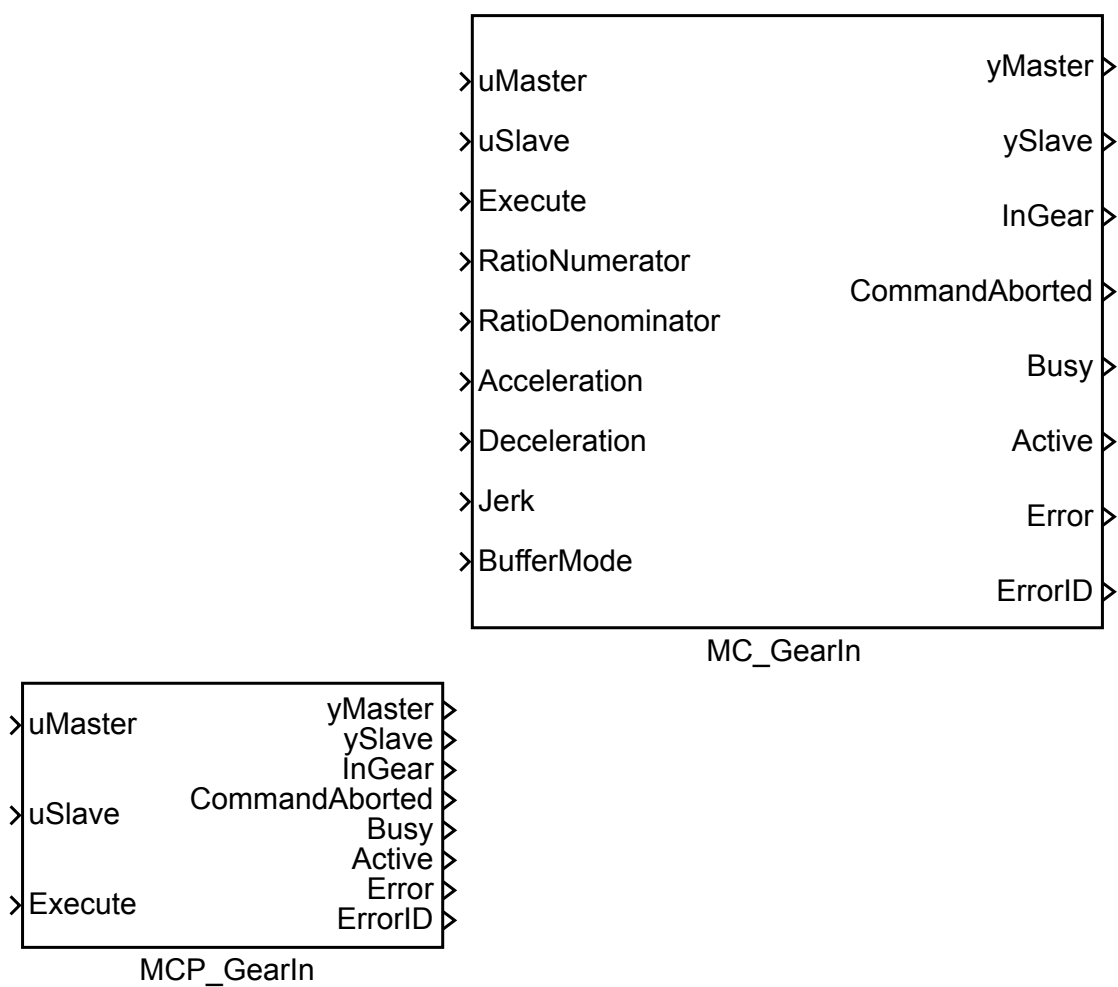 uMaster
uSlave
Execute
RatioNumerator
RatioDenominator
Acceleration
Deceleration
Jerk
BufferMode
yMaster
ySlave
InGear
CommandAborted
Busy
Active
Error
ErrorID
MC_GearIn
uMaster
uSlave
Execute
yMaster
ySlave
InGear
CommandAborted
Busy
Active
Error
ErrorID
MCP_GearIn